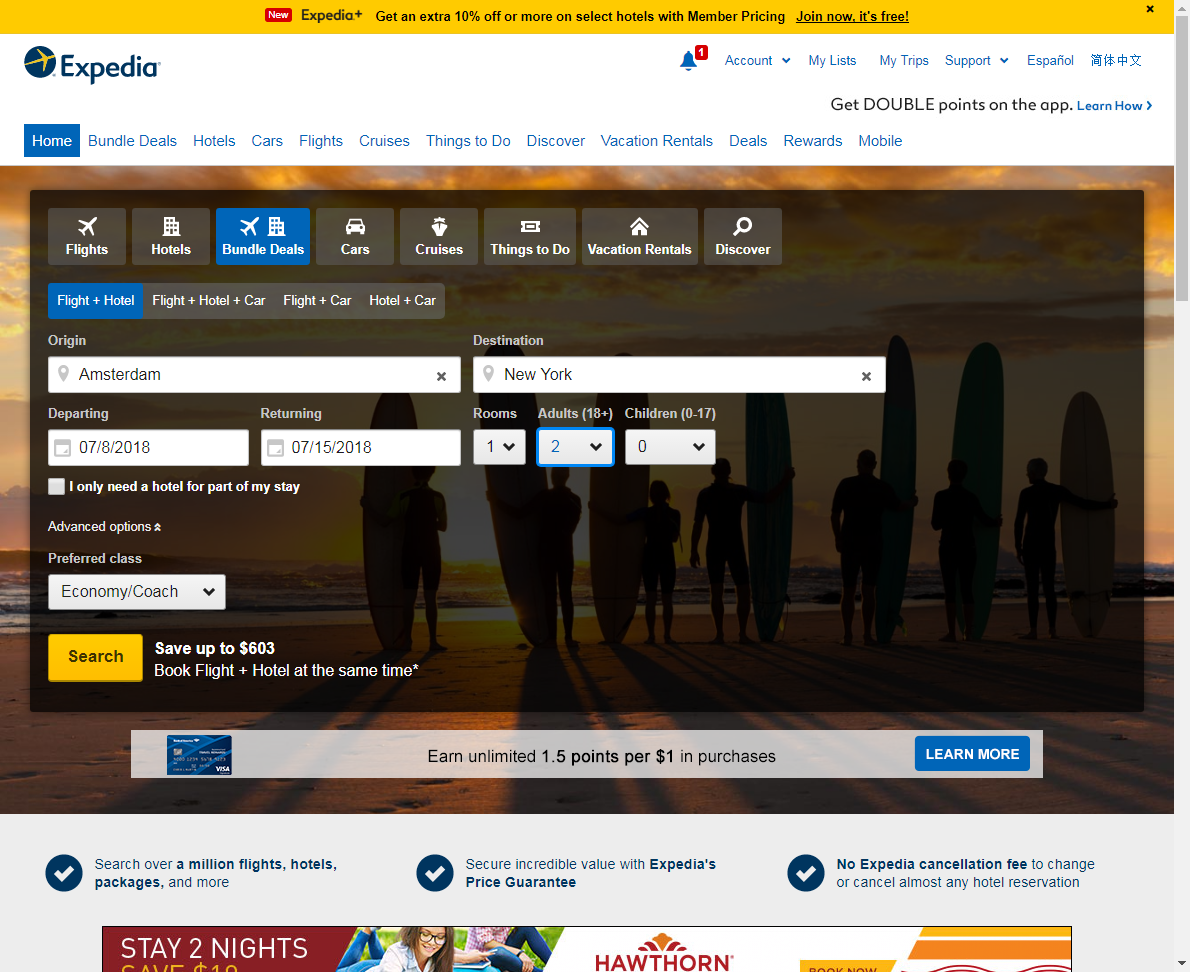 New Expedia+ Get an extra 10% off or more on select hotels with Member Pricing Join now, it's free! ×
Expedia
1 Account My Lists My Trips Support Español 简体中文
Get DOUBLE points on the app. Learn How ›
Home Bundle Deals Hotels Cars Flights Cruises Things to Do Discover Vacation Rentals Deals Rewards Mobile
Flights Hotels Bundle Deals Cars Cruises Things to Do Vacation Rentals Discover
Flight + Hotel Flight + Hotel + Car Flight + Car Hotel + Car
Origin Destination
Amsterdam × New York ×
Departing Returning Rooms Adults (18+) Children (0-17)
07/8/2018 07/15/2018 1 2 0
I only need a hotel for part of my stay
Advanced options
Preferred class
Economy/Coach
Search
Save up to $603
Book Flight + Hotel at the same time*
VISA
Earn unlimited 1.5 points per $1 in purchases
LEARN MORE
Search over a million flights, hotels,
packages, and more
Secure incredible value with Expedia's
Price Guarantee
No Expedia cancellation fee to change
or cancel almost any hotel reservation
STAY 2 NIGHTS
SAVE $10
HAWTHORN
BOOK NOW